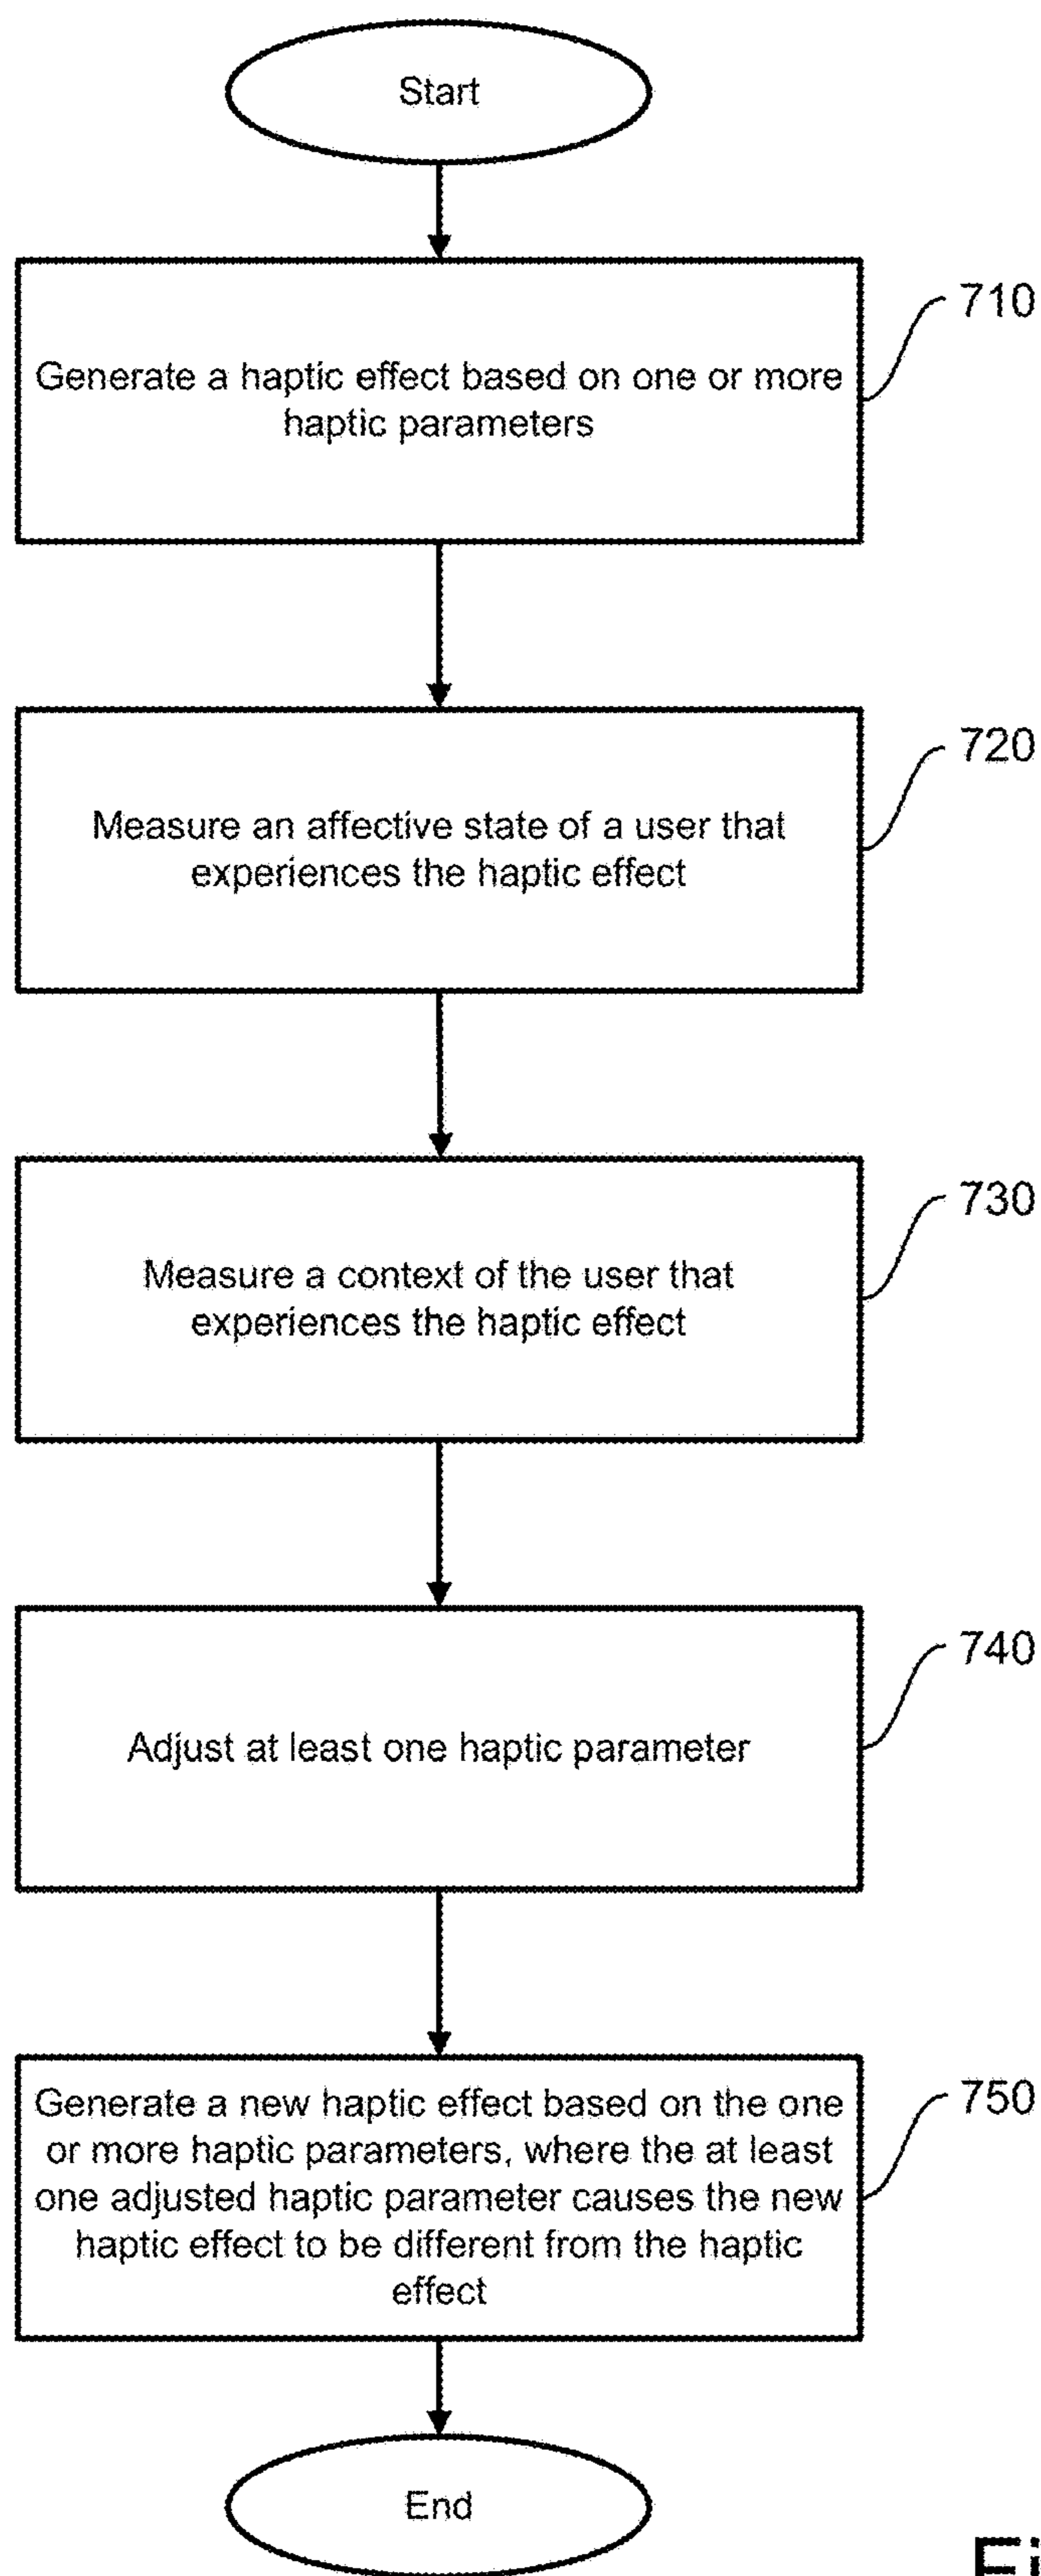 Start
Generate a haptic effect based on one or more
haptic parameters
710
Measure an affective state of a user that
experiences the haptic effect
720
Measure a context of the user that
experiences the haptic effect
730
Adjust at least one haptic parameter
740
Generate a new haptic effect based on the one
or more haptic parameters, where the at least
one adjusted haptic parameter causes the new
haptic effect to be different from the haptic
effect
750
End